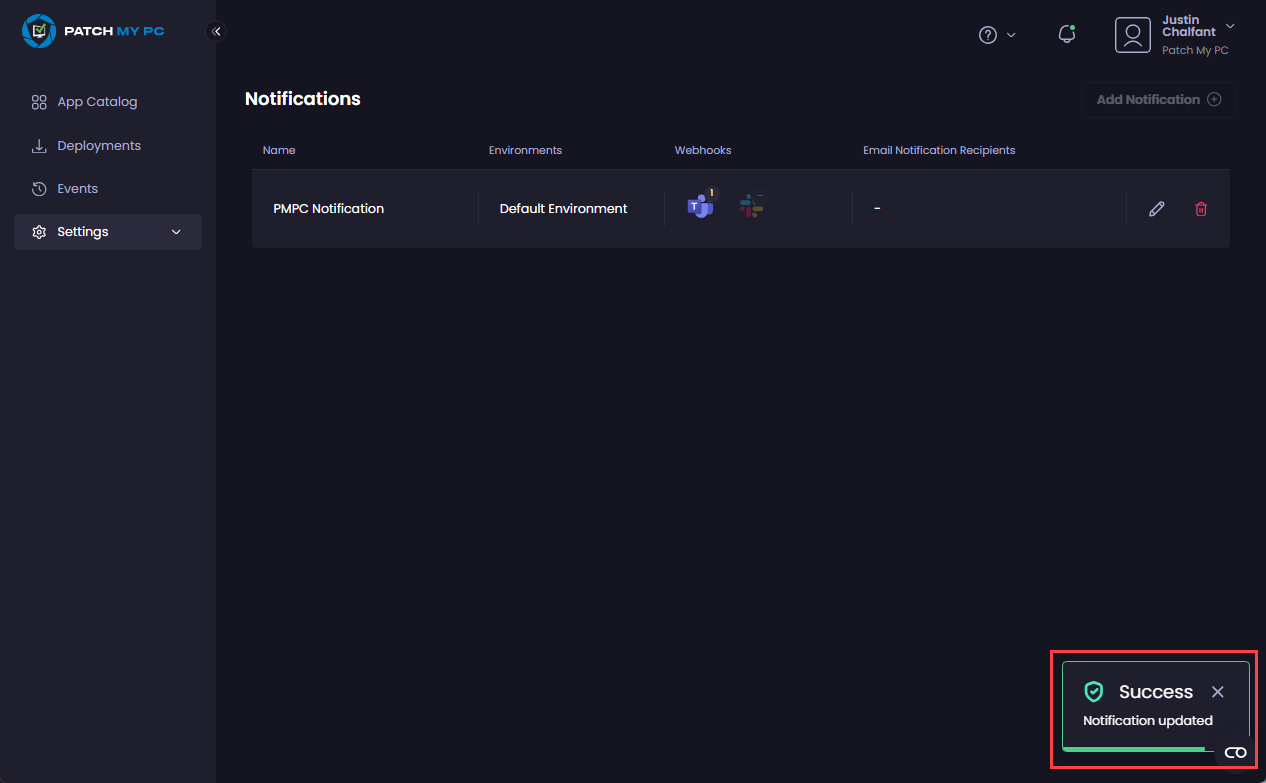 PATCH MY PC
Justin
Chalfant
Patch My PC
App Catalog
Deployments
Events
Settings
Notifications
Add Notification
Name
Environments
Webhooks
Email Notification Recipients
PMPC Notification
Default Environment
T
1
-
-
Success
Notification updated